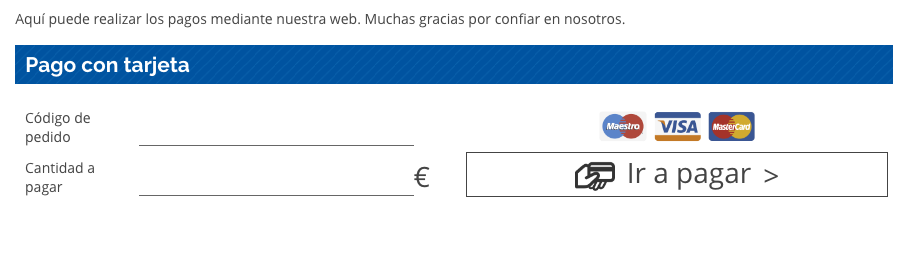 Aquí puede realizar los pagos mediante nuestra web. Muchas gracias por confiar en nosotros.
Pago con tarjeta
Código de
pedido
Maestro VISA MasterCard
Cantidad a
pagar
€
Ir a pagar >